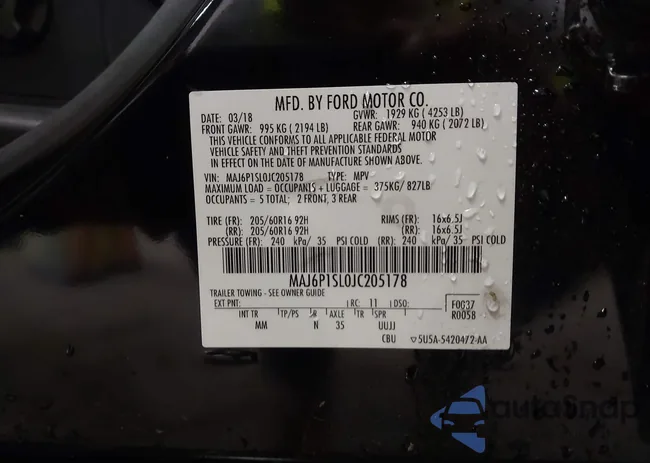 MFD. BY FORD MOTOR CO.
DATE: 03/18 GVWR: 1929 KG ( 4253 LB)
FRONT GAWR: 995 KG ( 2194 LB) REAR GAWR: 940 KG ( 2072 LB)
THIS VEHICLE CONFORMS TO ALL APPLICABLE FEDERAL MOTOR
VEHICLE SAFETY AND THEFT PREVENTION STANDARDS
IN EFFECT ON THE DATE OF MANUFACTURE SHOWN ABOVE.
VIN: MAJ6P1SL0JC205178 TYPE: MPV
MAXIMUM LOAD = OCCUPANTS + LUGGAGE = 375KG/ 827LB
OCCUPANTS = 5 TOTAL; 2 FRONT, 3 REAR
TIRE (FR): 205/60R16 92H RIMS (FR): 16x6.5J
(RR): 205/60R16 92H (RR): 16x6.5J
PRESSURE (FR): 240 kPa/ 35 PSI COLD (RR): 240 kPa/ 35 PSI COLD
MAJ6P1SL0JC205178
TRAILER TOWING - SEE OWNER GUIDE
EXT PNT: RC: 11 DSO: F0C37
R0058
INT TR TP/PS R AXLE TR SPR
MM N 35 UUJJ
CBU ▽5U5A-5420472-AA
autoSnap